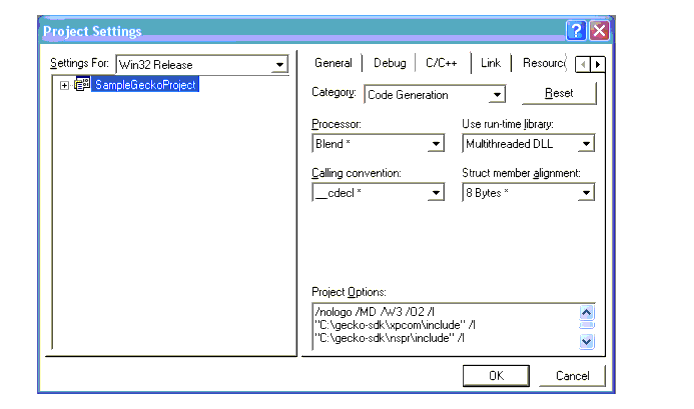 Project Settings
Settings For: Win32 Release
SampleGeckoProject
General Debug C/C++ Link Resourc
Category: Code Generation Reset
Processor: Use run-time library:
Blend * Multithreaded DLL
Calling convention: Struct member alignment:
__cdecl * 8 Bytes *
Project Options:
/nologo /MD /W3 /O2 /I
"C:\gecko-sdk\xpcom\include" /I
"C:\gecko-sdk\nspr\include" /I
OK Cancel